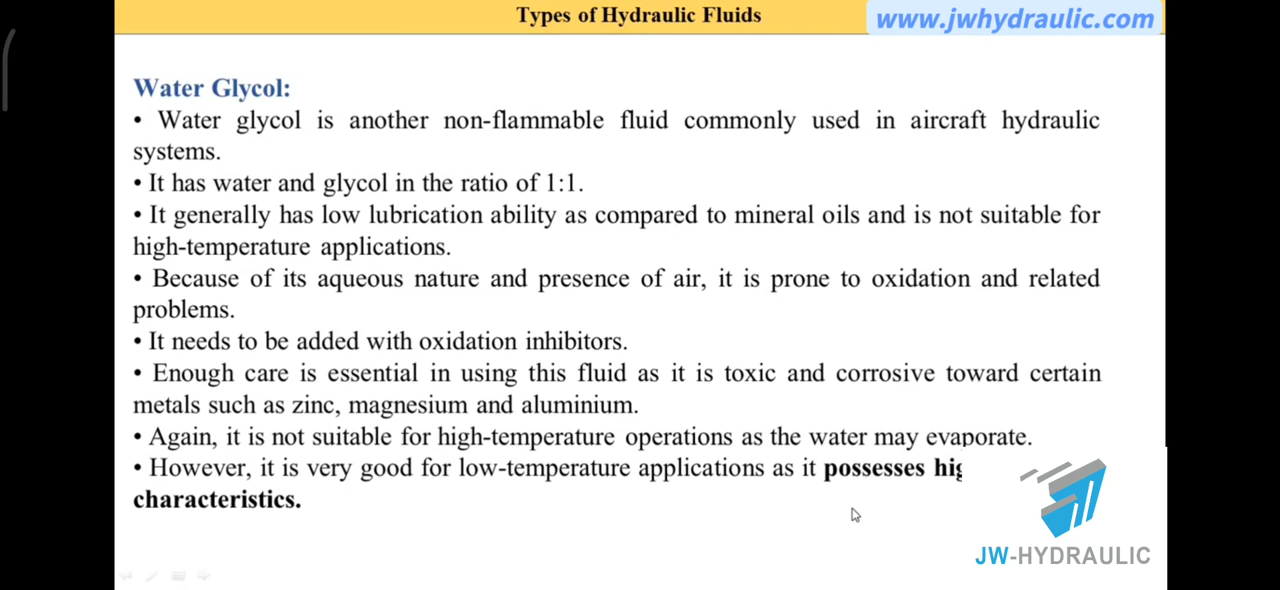 Types of Hydraulic Fluids
www.jwhydraulic.com
Water Glycol:
• Water glycol is another non-flammable fluid commonly used in aircraft hydraulic
systems.
• It has water and glycol in the ratio of 1:1.
• It generally has low lubrication ability as compared to mineral oils and is not suitable for
high-temperature applications.
• Because of its aqueous nature and presence of air, it is prone to oxidation and related
problems.
• It needs to be added with oxidation inhibitors.
• Enough care is essential in using this fluid as it is toxic and corrosive toward certain
metals such as zinc, magnesium and aluminium.
• Again, it is not suitable for high-temperature operations as the water may evaporate.
• However, it is very good for low-temperature applications as it possesses
characteristics.
JW-HYDRAULIC